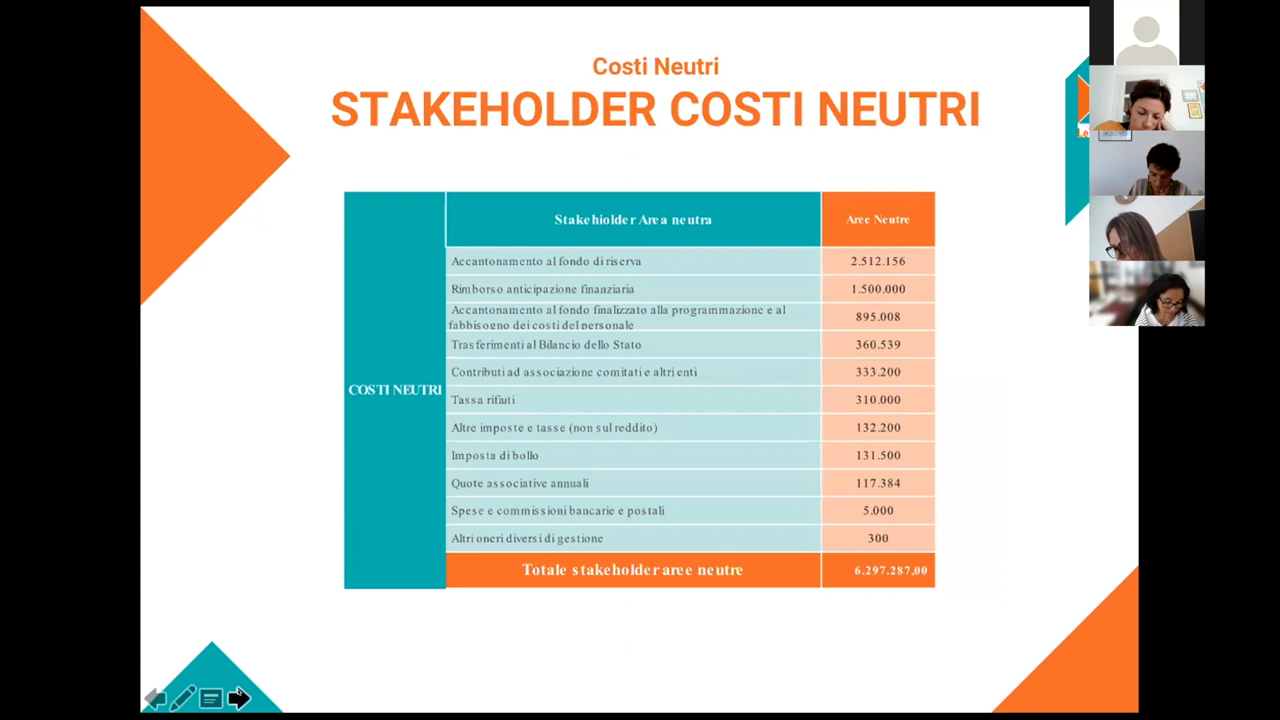 Costi Neutri
STAKEHOLDER COSTI NEUTRI
Le
Stakehiolder Area neutra
Aree Neutre
COSTI NEUTRI
Accantonamento al fondo di riserva
2.512.156
Rimborso anticipazione finanziaria
1.500.000
Accantonamento al fondo finalizzato alla programmazione e al
fabbisogno dei costi del personale
895.008
Trasferimenti al Bilancio dello Stato
360.539
Contributi ad associazione comitati e altri enti
333.200
Tassa rifiuti
310.000
Altre imposte e tasse (non sul reddito)
132.200
Imposta di bollo
131.500
Quote associative annuali
117.384
Spese e commissioni bancarie e postali
5.000
Altri oneri diversi di gestione
300
Totale stakeholder aree neutre
6.297.287,00